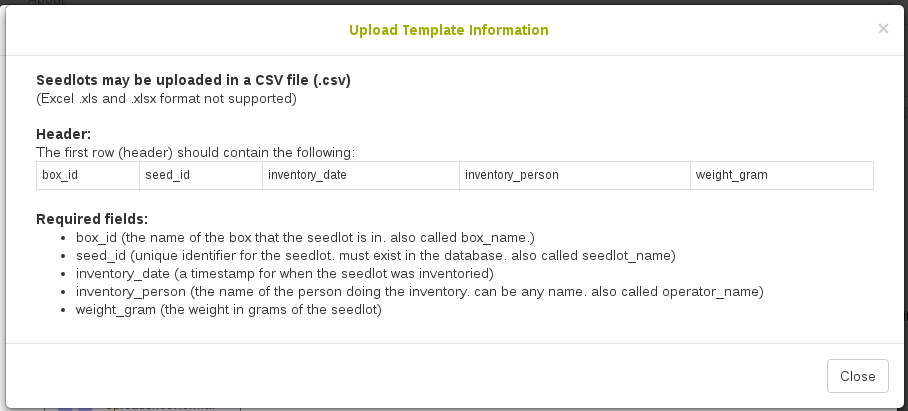 Upload Template Information
×
Seedlots may be uploaded in a CSV file (.csv)
(Excel .xls and .xlsx format not supported)
Header:
The first row (header) should contain the following:
box_id seed_id inventory_date inventory_person weight_gram
Required fields:
• box_id (the name of the box that the seedlot is in. also called box_name.)
• seed_id (unique identifier for the seedlot. must exist in the database. also called seedlot_name)
• inventory_date (a timestamp for when the seedlot was inventoried)
• inventory_person (the name of the person doing the inventory. can be any name. also called operator_name)
• weight_gram (the weight in grams of the seedlot)
Close